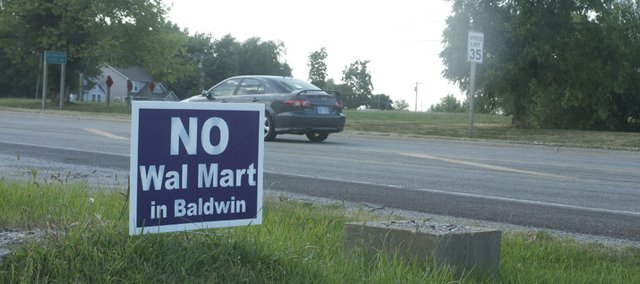 NO
Wal Mart
in Baldwin
SPEED
LIMIT
35